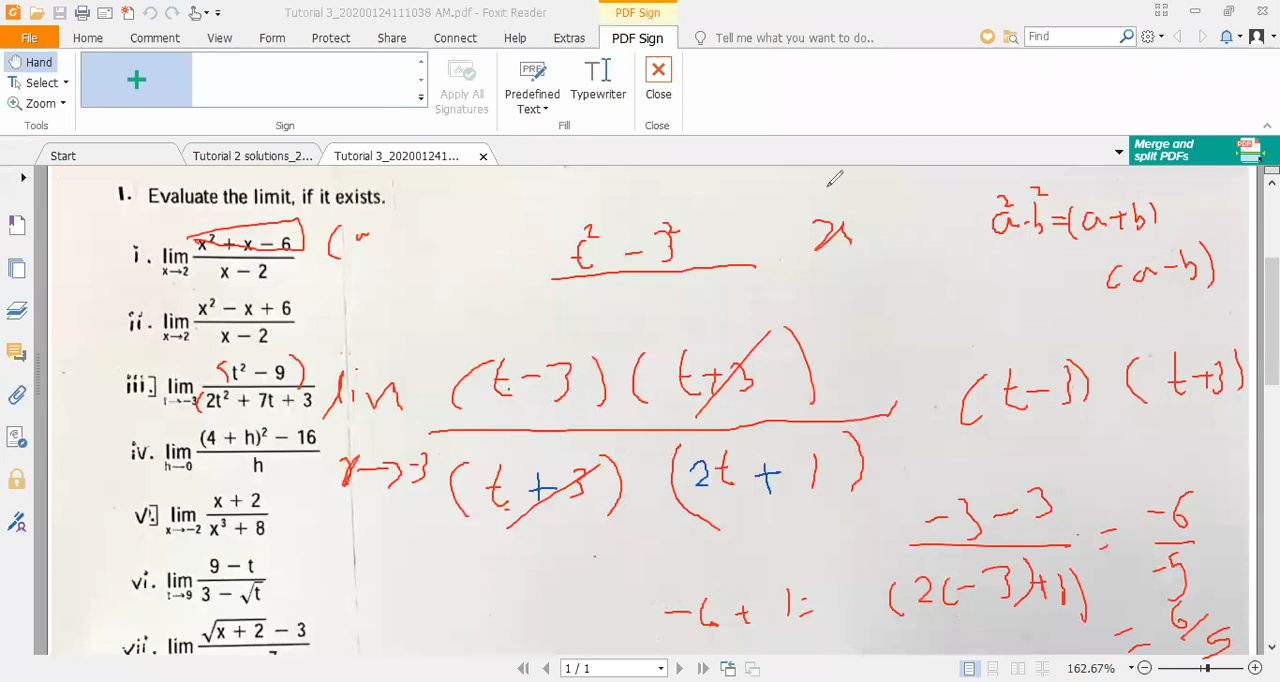 Tutorial 3_20200124111038 AM.pdf - Foxit Reader
PDF Sign
File
Home
Comment
View
Form
Protect
Share
Connect
Help
Extras
PDF Sign
Tell me what you want to do..
Find
Hand
Select
Zoom
Tools
Sign
Apply All
Signatures
PRE
Predefined
Text
Typewriter
Fill
Close
Close
Start
Tutorial 2 solutions_2...
Tutorial 3_202001241...
Merge and
split PDFs
I. Evaluate the limit, if it exists.
i. lim x→2 (x² + x − 6)/(x − 2)
ii. lim x→2 (x² − x + 6)/(x − 2)
iii.] lim t→−3 (t² − 9)/(2t² + 7t + 3)
iv. lim h→0 ((4 + h)² − 16)/h
v.] lim x→−2 (x + 2)/(x³ + 8)
vi. lim t→9 (9 − t)/(3 − √t)
vii. lim √x + 2 − 3
t² − 3²
x
a² - b² = (a+b)
(a−b)
lim x→−3 (t−3)(t+3)
(t+3)(2t+1)
(t−3)(t+3)
−3−3 = −6
(2(−3)+1) −5
−6 + 1 =
= 6/5
1 / 1
162.67%